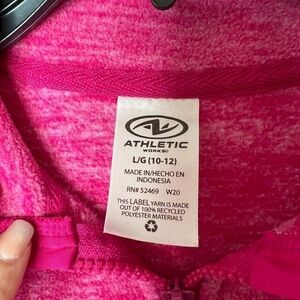 ATHLETIC
WORKS®
L/G (10-12)
MADE IN/HECHO EN
INDONESIA
RN# 52469 W20
THIS LABEL YARN IS MADE
OUT OF 100% RECYCLED
POLYESTER MATERIALS